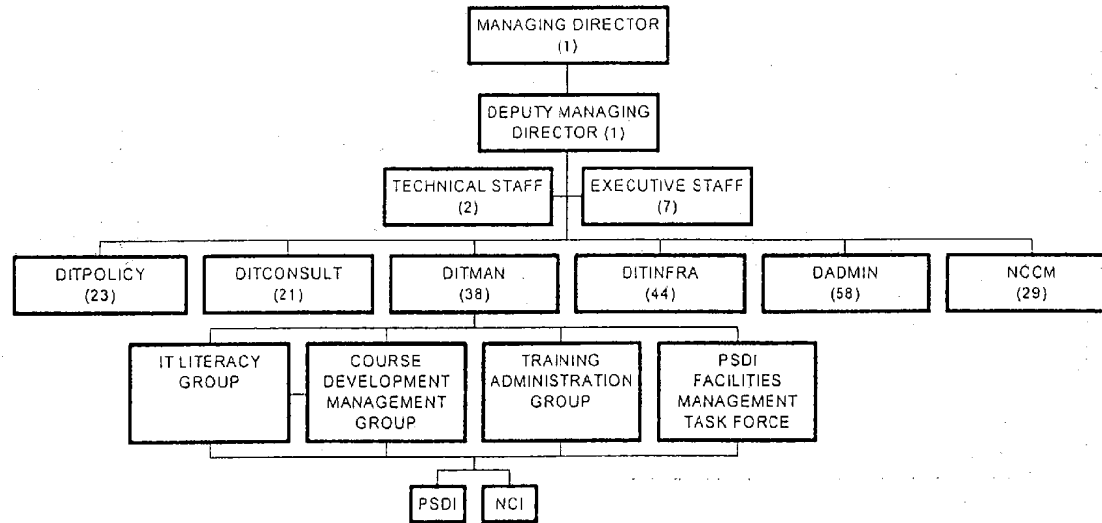 MANAGING DIRECTOR
(1)
DEPUTY MANAGING
DIRECTOR (1)
TECHNICAL STAFF
(2)
EXECUTIVE STAFF
(7)
DITPOLICY
(23)
DITCONSULT
(21)
DITMAN
(38)
DITINFRA
(44)
DADMIN
(58)
NCCM
(29)
IT LITERACY
GROUP
COURSE
DEVELOPMENT
MANAGEMENT
GROUP
TRAINING
ADMINISTRATION
GROUP
PSDI
FACILITIES
MANAGEMENT
TASK FORCE
PSDI
NCI